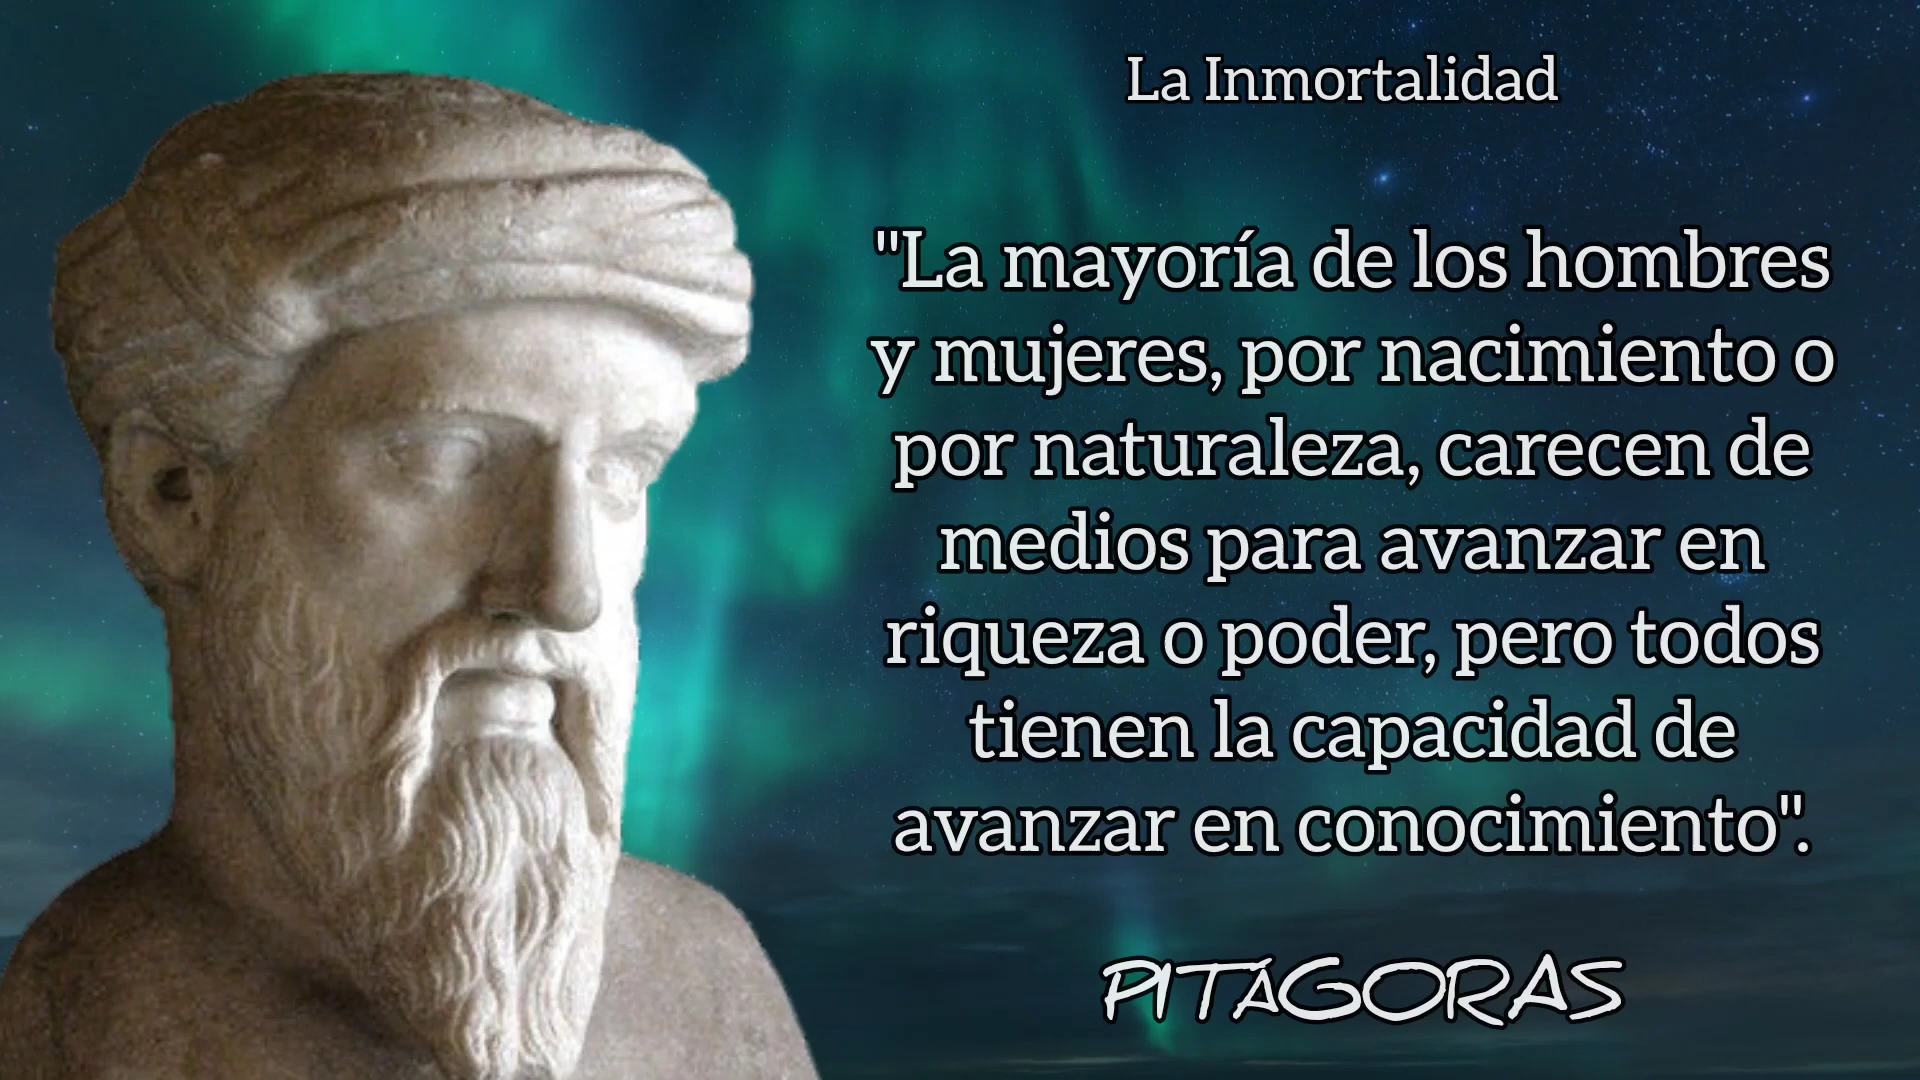 La Inmortalidad
"La mayoría de los hombres
y mujeres, por nacimiento o
por naturaleza, carecen de
medios para avanzar en
riqueza o poder, pero todos
tienen la capacidad de
avanzar en conocimiento".
PITÁGORAS